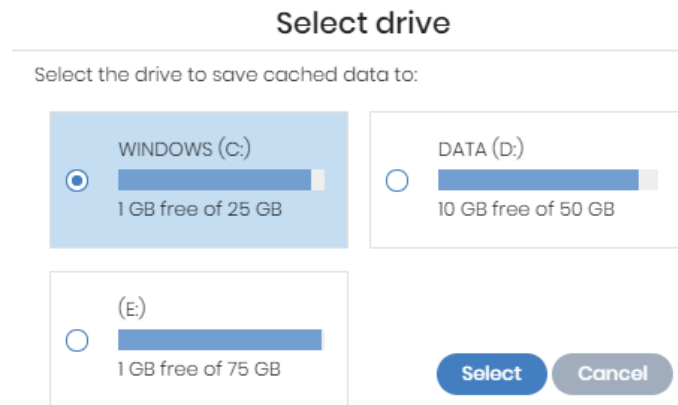 Select drive
Select the drive to save cached data to:
WINDOWS (C:)
1 GB free of 25 GB
DATA (D:)
10 GB free of 50 GB
(E:)
1 GB free of 75 GB
Select
Cancel